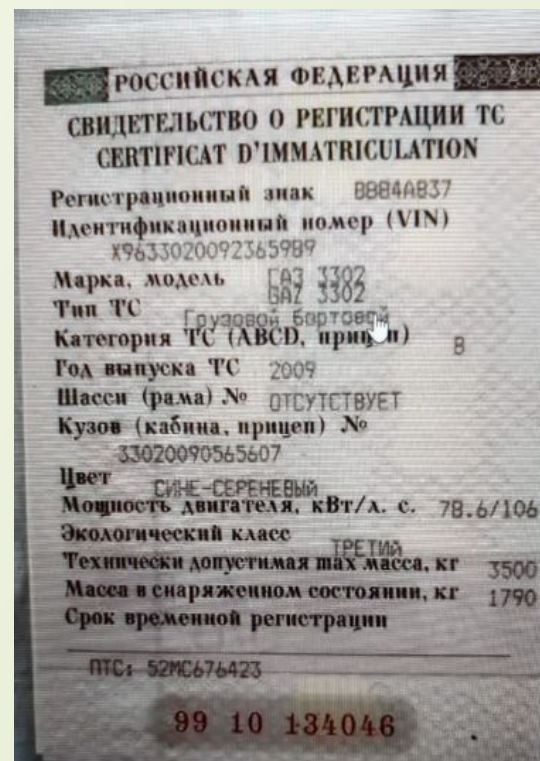 РОССИЙСКАЯ ФЕДЕРАЦИЯ
СВИДЕТЕЛЬСТВО О РЕГИСТРАЦИИ ТС
CERTIFICAT D'IMMATRICULATION
Регистрационный знак В884АВ37
Идентификационный номер (VIN)
X9633020092365989
Марка, модель ГАЗ 3302
GAZ 3302
Тип ТС Грузовой бортовой
Категория ТС (ABCD, прицеп) B
Год выпуска ТС 2009
Шасси (рама) № ОТСУТСТВУЕТ
Кузов (кабина, прицеп) №
33020090565607
Цвет СИНЕ-СЕРЕНЕВЫЙ
Мощность двигателя, кВт/л. с. 78.6/106
Экологический класс ТРЕТИЙ
Технически допустимая max масса, кг 3500
Масса в снаряженном состоянии, кг 1790
Срок временной регистрации
ПТС: 52МС676423
99 10 134046